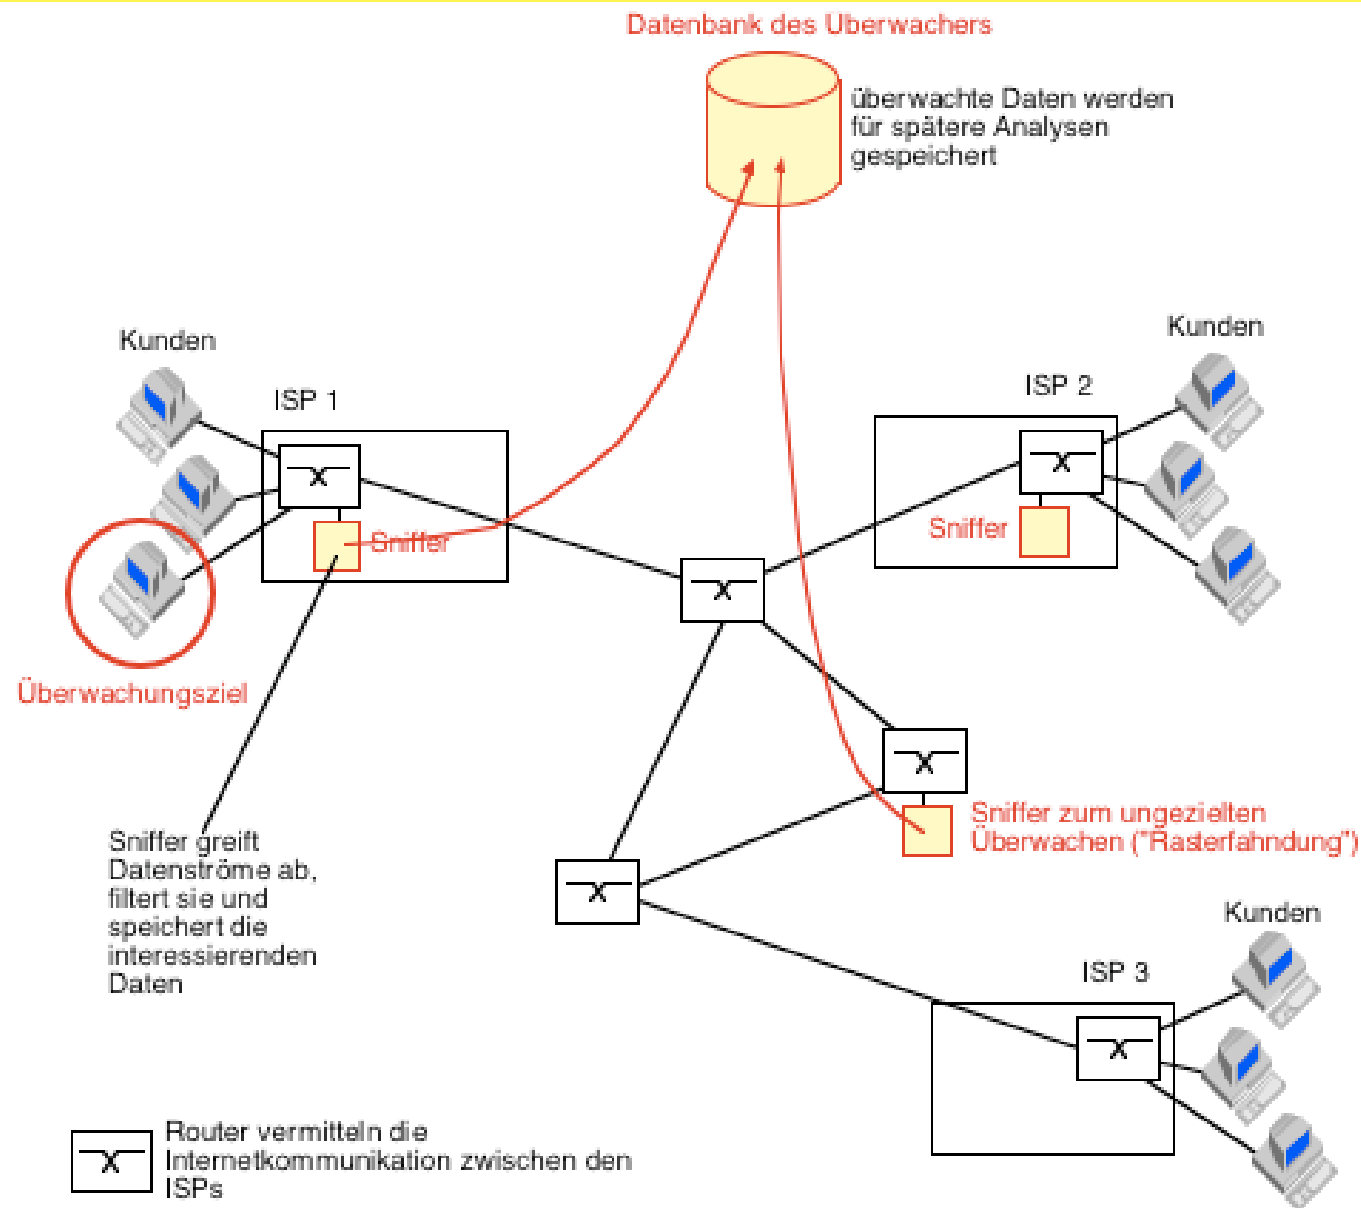 Datenbank des Überwachers
überwachte Daten werden
für spätere Analysen
gespeichert
Kunden
ISP 1
Sniffer
Überwachungsziel
Kunden
ISP 2
Sniffer
Sniffer zum ungezielten
Überwachen ("Rasterfahndung")
Sniffer greift
Datenströme ab,
filtert sie und
speichert die
interessierenden
Daten
Kunden
ISP 3
Router vermitteln die
Internetkommunikation zwischen den
ISPs